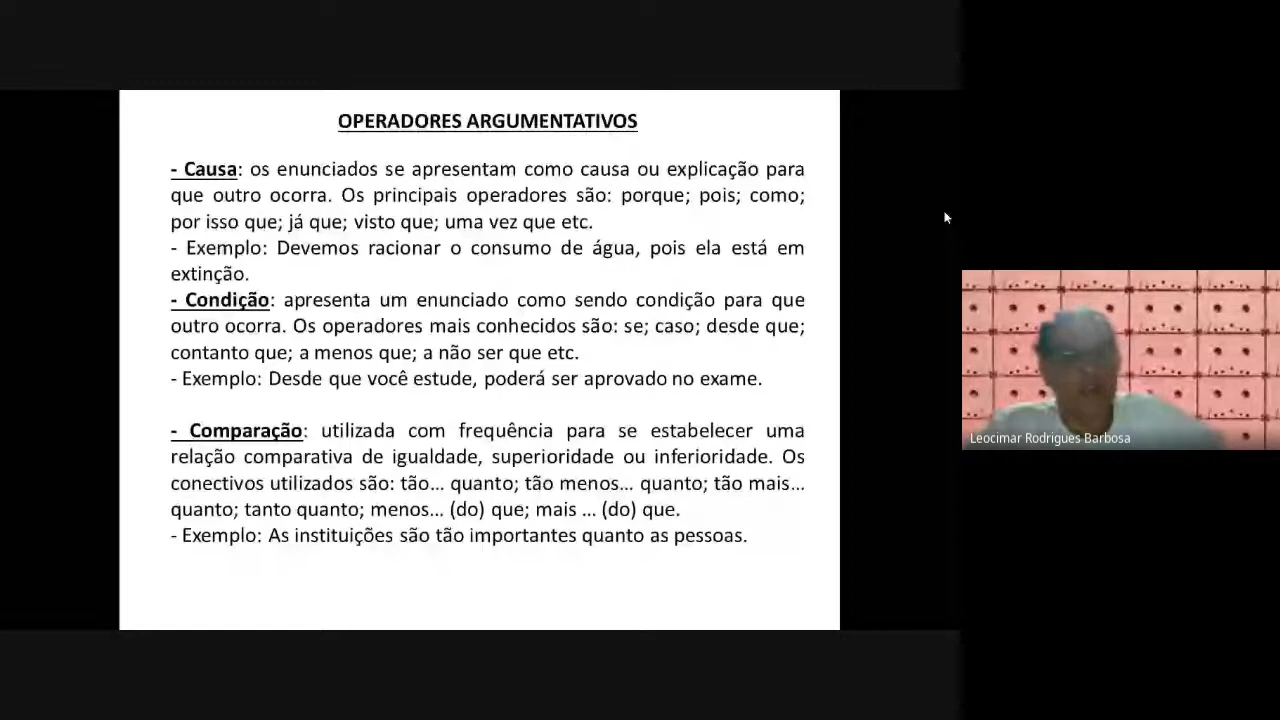 OPERADORES ARGUMENTATIVOS
- Causa: os enunciados se apresentam como causa ou explicação para
que outro ocorra. Os principais operadores são: porque; pois; como;
por isso que; já que; visto que; uma vez que etc.
- Exemplo: Devemos racionar o consumo de água, pois ela está em
extinção.
- Condição: apresenta um enunciado como sendo condição para que
outro ocorra. Os operadores mais conhecidos são: se; caso; desde que;
contanto que; a menos que; a não ser que etc.
- Exemplo: Desde que você estude, poderá ser aprovado no exame.
- Comparação: utilizada com frequência para se estabelecer uma
relação comparativa de igualdade, superioridade ou inferioridade. Os
conectivos utilizados são: tão... quanto; tão menos... quanto; tão mais...
quanto; tanto quanto; menos... (do) que; mais ... (do) que.
- Exemplo: As instituições são tão importantes quanto as pessoas.
Leocimar Rodrigues Barbosa